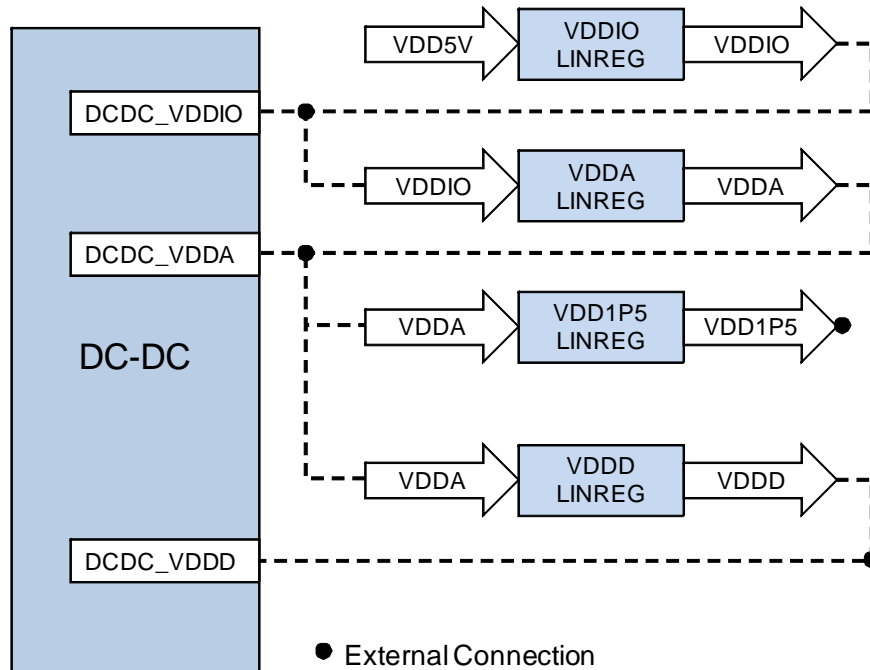 VDD5V
VDDIO
LINREG
VDDIO
DCDC_VDDIO
VDDIO
VDDA
LINREG
VDDA
DCDC_VDDA
VDDA
VDD1P5
LINREG
VDD1P5
DC-DC
VDDA
VDDD
LINREG
VDDD
DCDC_VDDD
External Connection